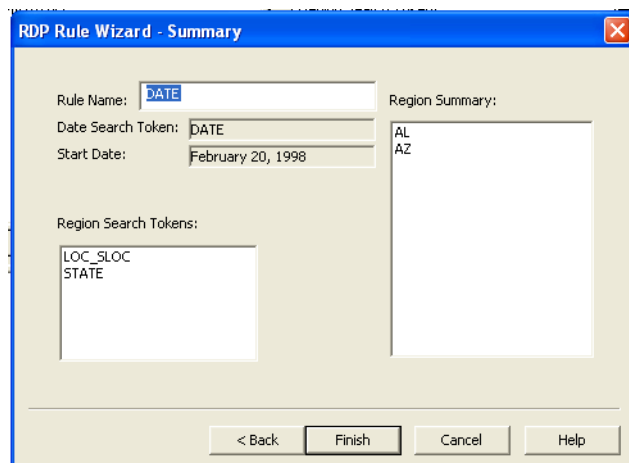 RDP Rule Wizard - Summary
Rule Name: DATE
Date Search Token: DATE
Start Date: February 20, 1998
Region Search Tokens:
LOC_SLOC
STATE
Region Summary:
AL
AZ
< Back
Finish
Cancel
Help